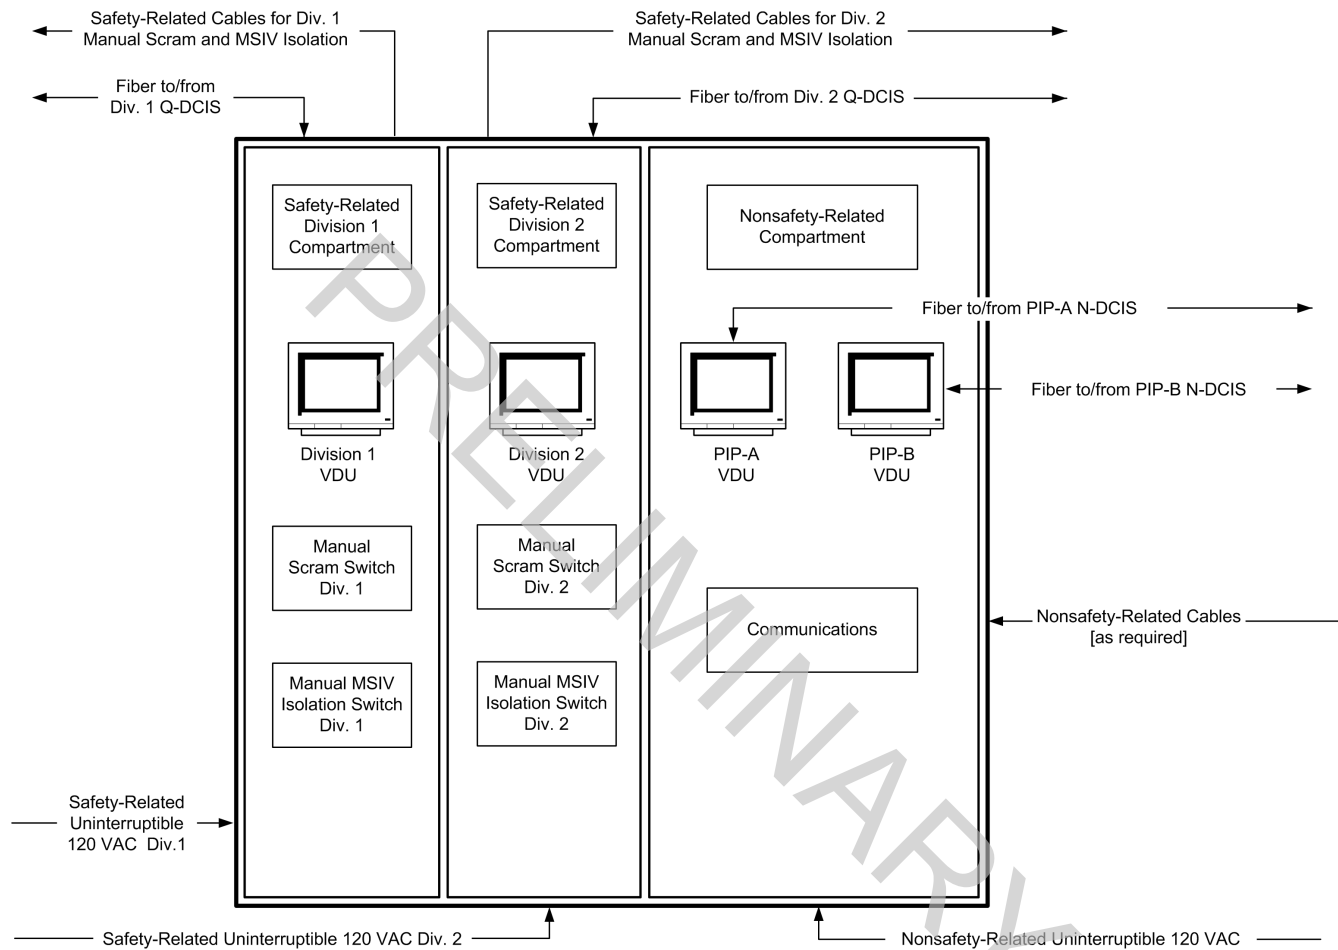 Safety-Related Cables for Div. 1
Manual Scram and MSIV Isolation
Safety-Related Cables for Div. 2
Manual Scram and MSIV Isolation
Fiber to/from
Div. 1 Q-DCIS
Fiber to/from Div. 2 Q-DCIS
Safety-Related
Division 1
Compartment
Safety-Related
Division 2
Compartment
Nonsafety-Related
Compartment
Fiber to/from PIP-A N-DCIS
Fiber to/from PIP-B N-DCIS
Division 1
VDU
Division 2
VDU
PIP-A
VDU
PIP-B
VDU
Manual
Scram Switch
Div. 1
Manual
Scram Switch
Div. 2
Communications
Nonsafety-Related Cables
[as required]
Manual MSIV
Isolation Switch
Div. 1
Manual MSIV
Isolation Switch
Div. 2
Safety-Related
Uninterruptible
120 VAC Div.1
Safety-Related Uninterruptible 120 VAC Div. 2
Nonsafety-Related Uninterruptible 120 VAC
PRELIMINARY